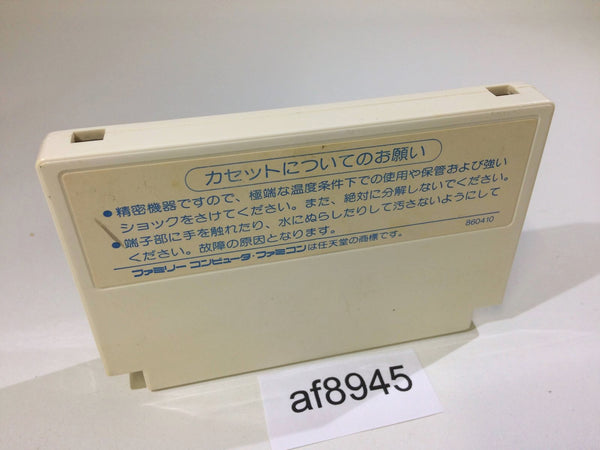 カセットについてのお願い
●精密機器ですので、極端な温度条件下での使用や保管および強い
ショックをさけてください。また、絶対に分解しないでください。
●端子部に手を触れたり、水にぬらしたりして汚さないようにして
ください。故障の原因となります。
860410
ファミリー コンピュータ・ファミコンは任天堂の商標です。
af8945